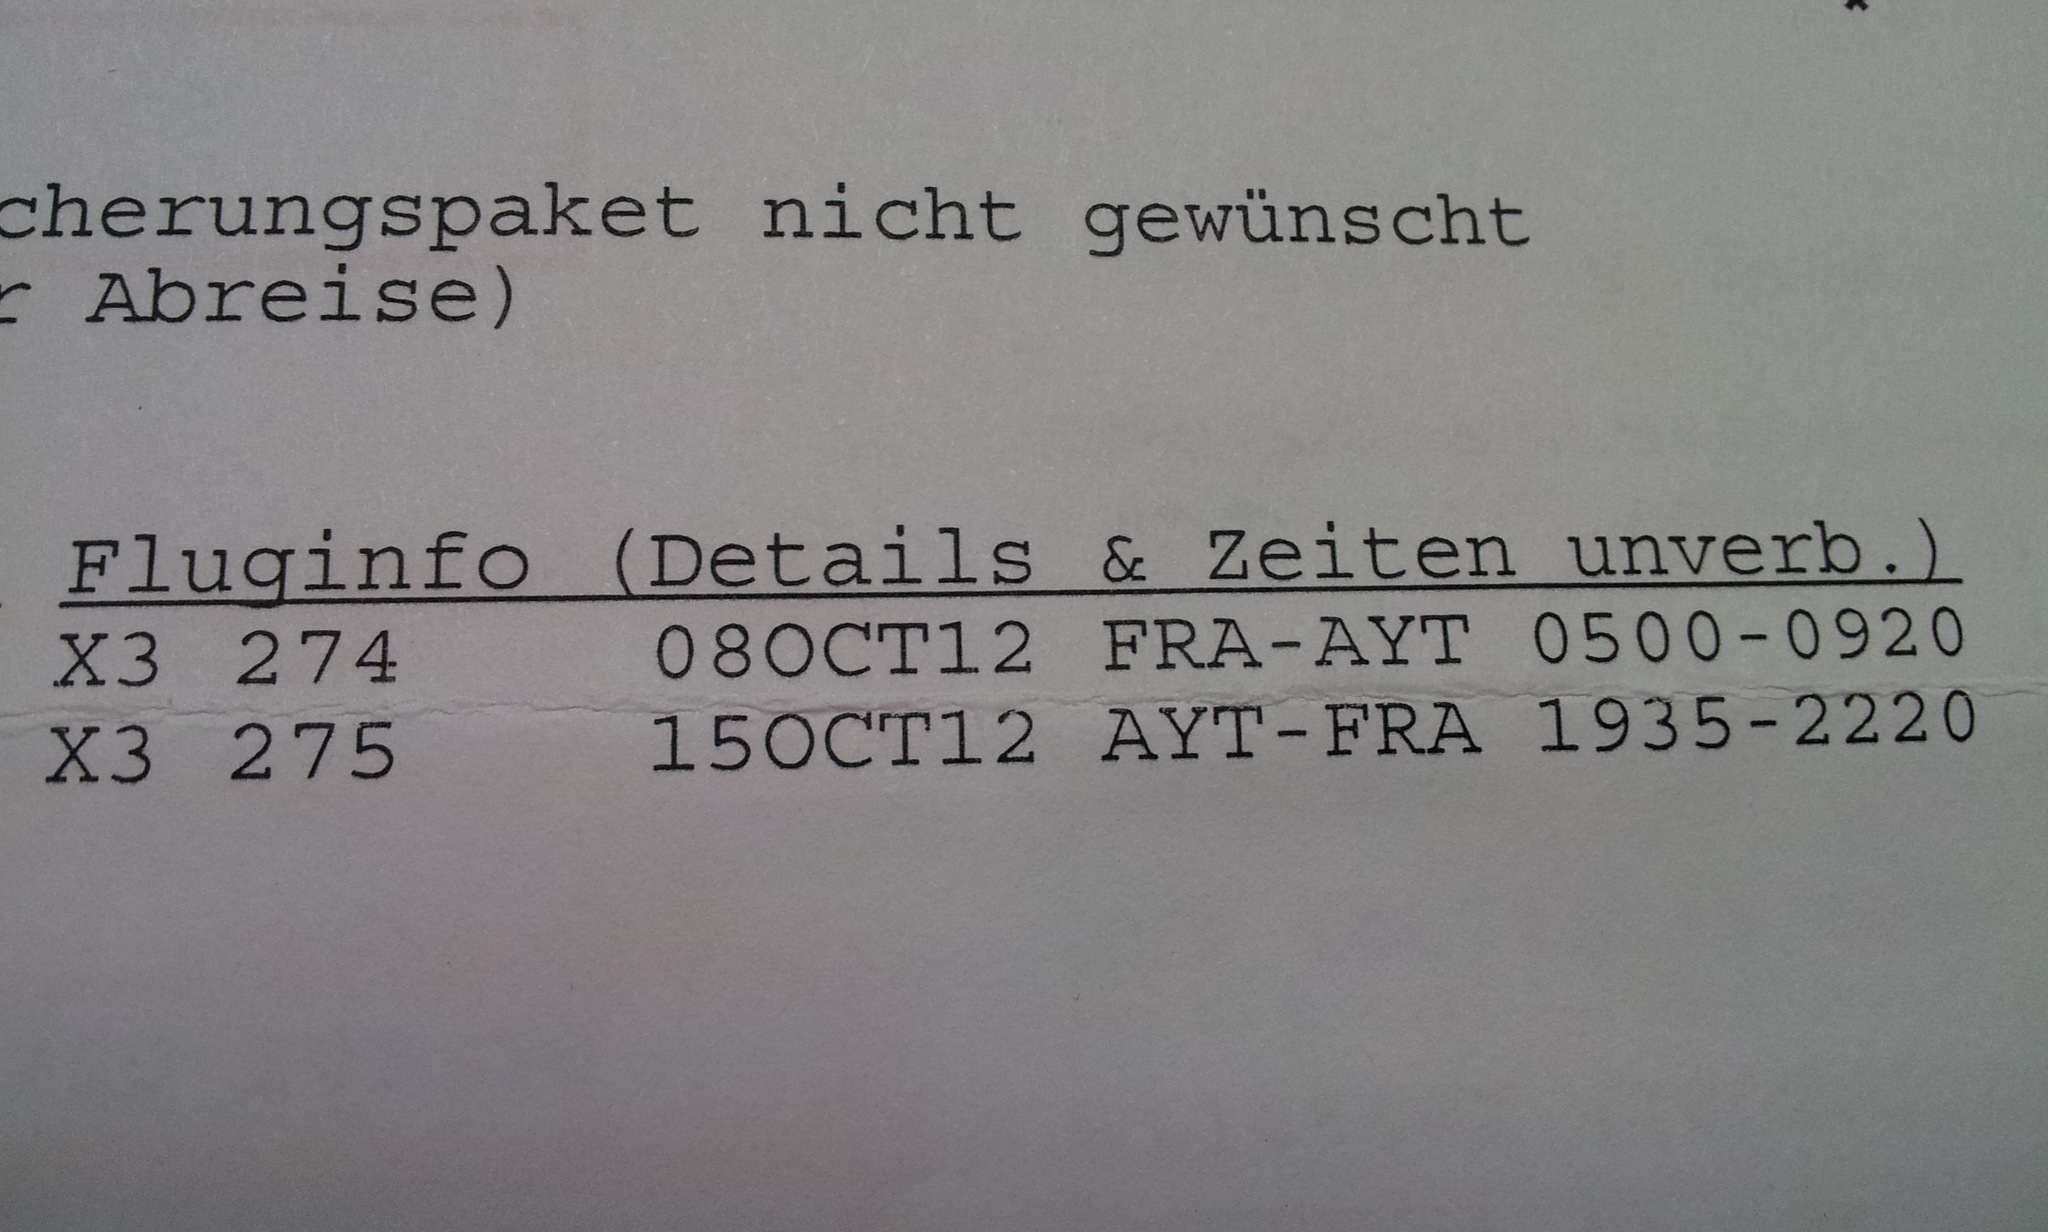 cherungspaket nicht gewünscht
r Abreise)
Fluginfo (Details & Zeiten unverb.)
X3 274 08OCT12 FRA-AYT 0500-0920
X3 275 15OCT12 AYT-FRA 1935-2220